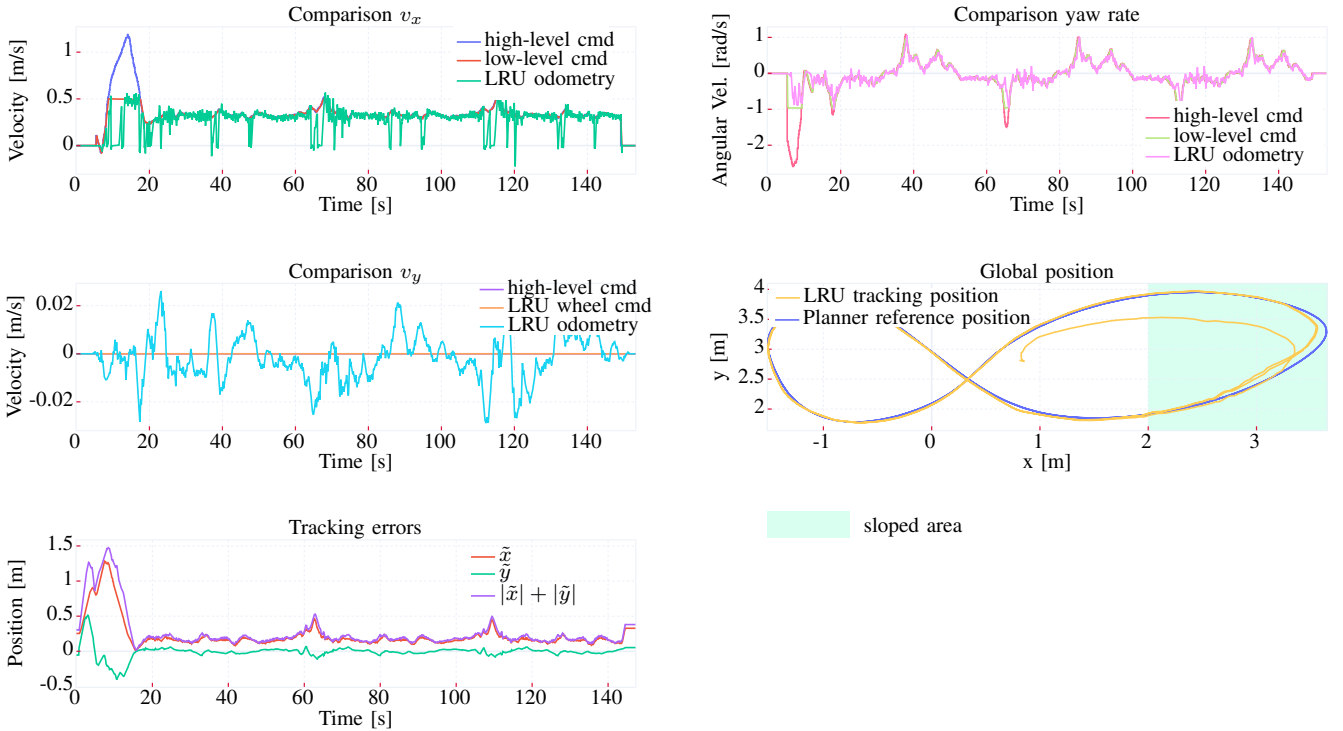 Comparison vₓ
high-level cmd
low-level cmd
LRU odometry
Velocity [m/s]
1
0.5
0
0 20 40 60 80 100 120 140
Time [s]
Comparison yaw rate
high-level cmd
low-level cmd
LRU odometry
Angular Vel. [rad/s]
1
0
-1
-2
0 20 40 60 80 100 120 140
Time [s]
Comparison v_y
high-level cmd
LRU wheel cmd
LRU odometry
Velocity [m/s]
0.02
0
-0.02
0 20 40 60 80 100 120 140
Time [s]
Global position
LRU tracking position
Planner reference position
y [m]
4
3.5
3
2.5
2
-1 0 1 2 3
x [m]
sloped area
Tracking errors
x̃
ỹ
|x̃| + |ỹ|
Position [m]
1.5
1
0.5
0
-0.5
0 20 40 60 80 100 120 140
Time [s]